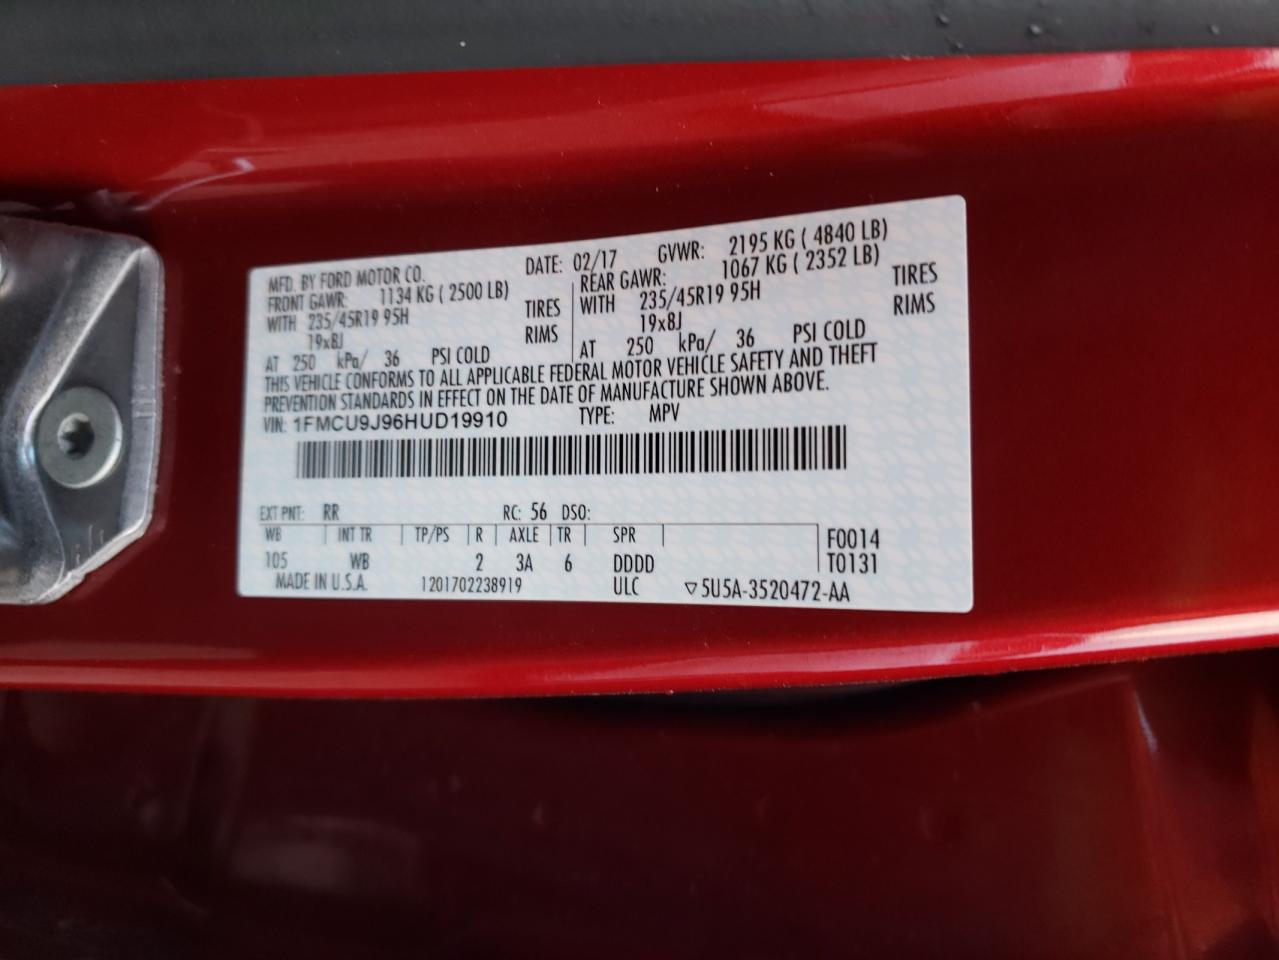 MFD. BY FORD MOTOR CO. DATE: 02/17 GVWR: 2195 KG ( 4840 LB)
FRONT GAWR: 1134 KG ( 2500 LB) REAR GAWR: 1067 KG ( 2352 LB)
WITH 235/45R19 95H TIRES WITH 235/45R19 95H TIRES
19x8J RIMS 19x8J RIMS
AT 250 kPa/ 36 PSI COLD AT 250 kPa/ 36 PSI COLD
THIS VEHICLE CONFORMS TO ALL APPLICABLE FEDERAL MOTOR VEHICLE SAFETY AND THEFT
PREVENTION STANDARDS IN EFFECT ON THE DATE OF MANUFACTURE SHOWN ABOVE.
VIN: 1FMCU9J96HUD19910 TYPE: MPV
EXT PNT: RR RC: 56 DSO:
WB INT TR TP/PS R AXLE TR SPR F0014
105 WB 2 3A 6 DDDD T0131
MADE IN U.S.A. 1201702238919 ULC ▽5U5A-3520472-AA